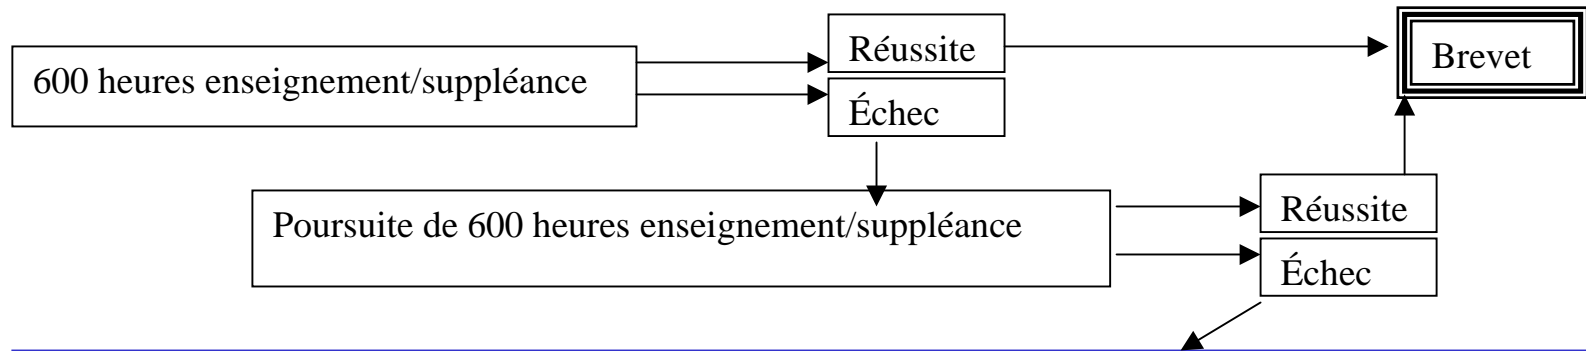 600 heures enseignement/suppléance
Réussite
Échec
Brevet
Poursuite de 600 heures enseignement/suppléance
Réussite
Échec